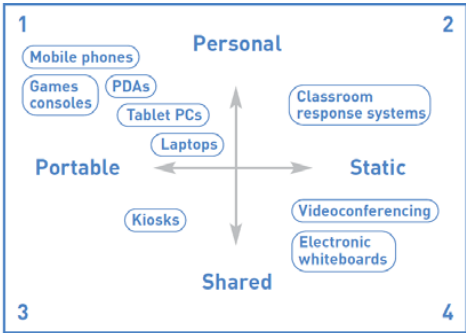 1
2
Personal
Mobile phones
Games
consoles
PDAs
Tablet PCs
Laptops
Classroom
response systems
Portable
Static
Kiosks
Videoconferencing
Electronic
whiteboards
Shared
3
4